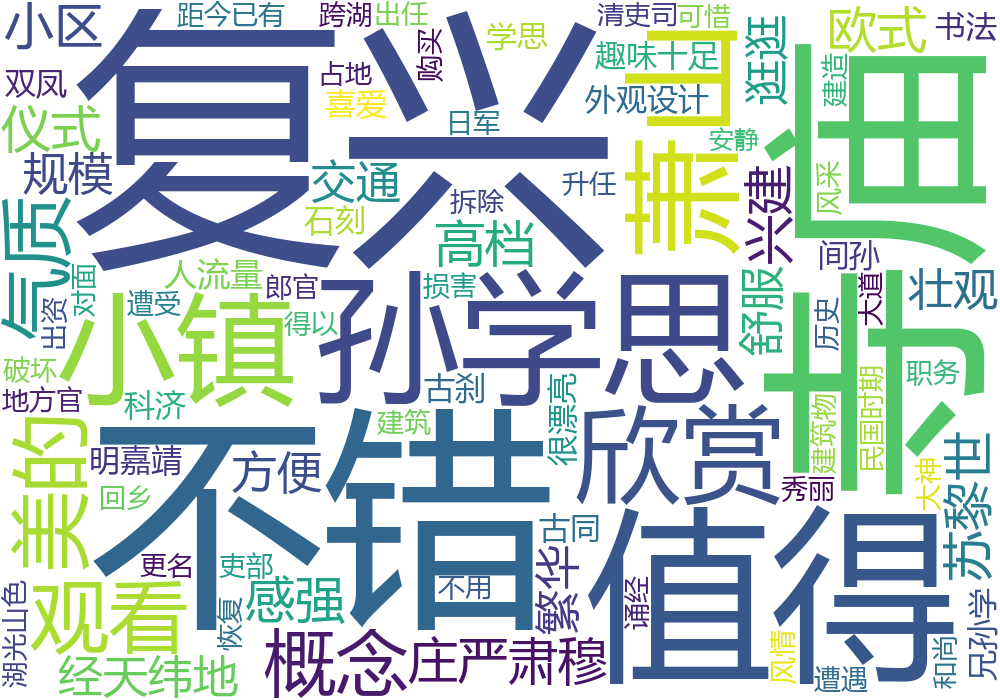 小区
距今已有
跨湖
出任
清吏司
可惜
欧式
书法
复兴
学思
趣味十足
山
逛逛
建造
庙
双凤
占地
购买
喜爱
外观设计
仪式
日军
安静
萧
规模
交通
石刻
拆除
升任
兴建
风采
气质
高档
间孙
人流量
郎官
孙学思
损害
舒服
大道
壮观
对面
遭受
出资
小镇
得以
历史
寺
破坏
地方官
科济
古刹
很漂亮
职务
欣赏
建筑
建筑物
民国时期
美的
不错
明嘉靖
方便
秀丽
大神
苏黎世
回乡
古同
值得
更名
吏部
繁华
观看
感强
不用
诵经
湖光山色
恢复
兄孙学
概念
庄严肃穆
风情
和尚
经天纬地
遭遇